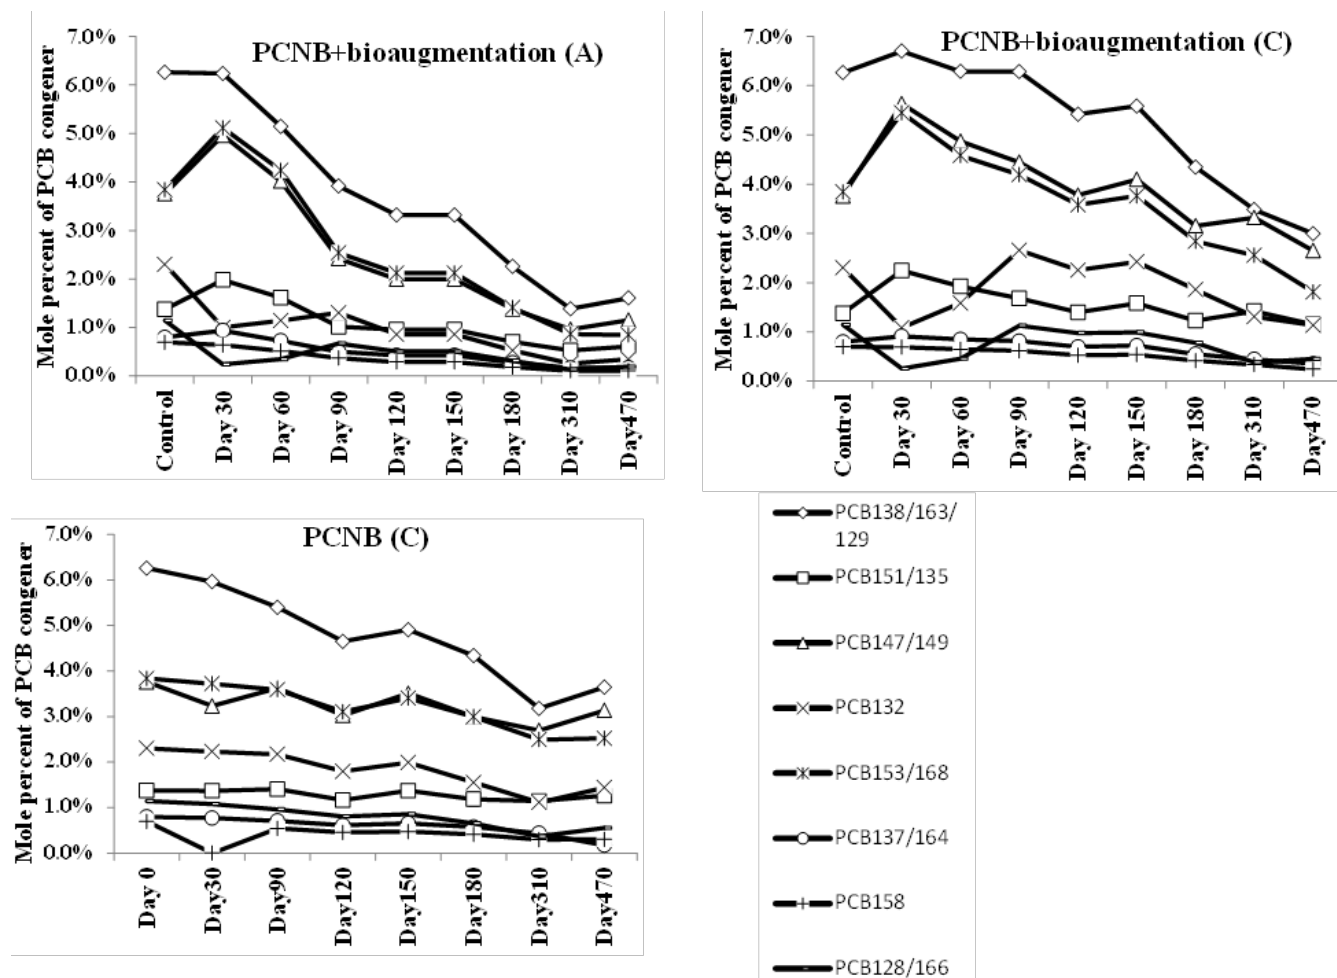 PCNB+bioaugmentation (A)
Mole percent of PCB congener
7.0%
6.0%
5.0%
4.0%
3.0%
2.0%
1.0%
0.0%
Control
Day 30
Day 60
Day 90
Day 120
Day 150
Day 180
Day 310
Day470
PCNB+bioaugmentation (C)
Mole percent of PCB congener
7.0%
6.0%
5.0%
4.0%
3.0%
2.0%
1.0%
0.0%
Control
Day 30
Day 60
Day 90
Day 120
Day 150
Day 180
Day 310
Day470
PCNB (C)
Mole percent of PCB congener
7.0%
6.0%
5.0%
4.0%
3.0%
2.0%
1.0%
0.0%
Day 0
Day30
Day90
Day120
Day150
Day180
Day310
Day470
PCB138/163/
129
PCB151/135
PCB147/149
PCB132
PCB153/168
PCB137/164
PCB158
PCB128/166